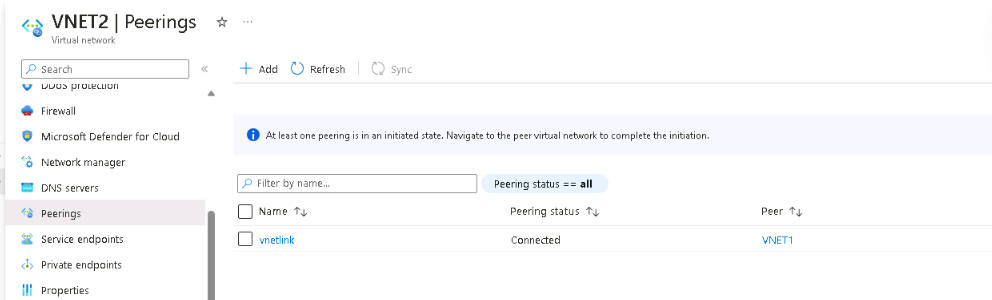 VNET2 | Peerings
Virtual network
Search
Add Refresh Sync
DDoS protection
Firewall
Microsoft Defender for Cloud
Network manager
DNS servers
Peerings
Service endpoints
Private endpoints
Properties
At least one peering is in an initiated state. Navigate to the peer virtual network to complete the initiation.
Filter by name... Peering status == all
Name Peering status Peer
vnetlink Connected VNET1